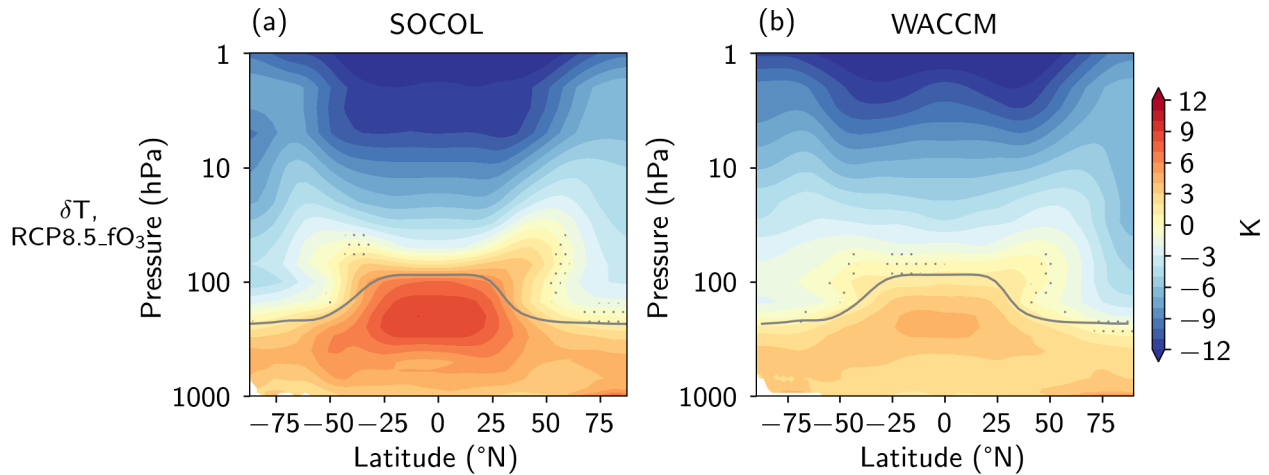 (a) SOCOL
(b) WACCM
δT,
RCP8.5_fO₃
Pressure (hPa)
1
10
100
1000
−75 −50 −25 0 25 50 75
Latitude (°N)
Pressure (hPa)
1
10
100
1000
−75 −50 −25 0 25 50 75
Latitude (°N)
12
9
6
3
0
−3
−6
−9
−12
K